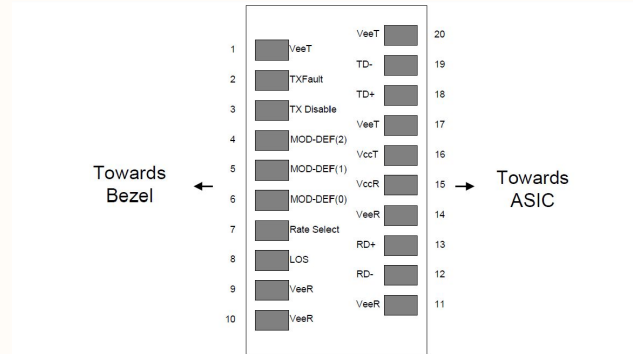 Towards
Bezel
1 VeeT
2 TXFault
3 TX Disable
4 MOD-DEF(2)
5 MOD-DEF(1)
6 MOD-DEF(0)
7 Rate Select
8 LOS
9 VeeR
10 VeeR
VeeT 20
TD- 19
TD+ 18
VeeT 17
VccT 16
VccR 15
VeeR 14
RD+ 13
RD- 12
VeeR 11
Towards
ASIC